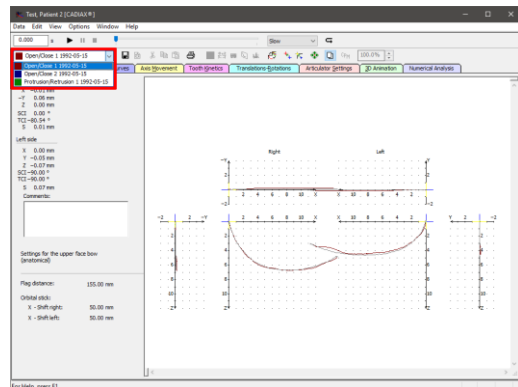 Test, Patient 2 [CADIAX®]
Data Edit View Options Window Help
0.000 s Slow
Open/Close 1 1992-05-15 100.0%
Open/Close 1 1992-05-15
Open/Close 2 1992-05-15
Protrusion/Retrusion 1 1992-05-15
Axis Movement Tooth Kinetics Translations-Rotations Articulator Settings 3D Animation Numerical Analysis
-Y 0.00 mm
Z 0.00 mm
SCI 0.00 °
TCI -80.54 °
S 0.01 mm
Left side
X 0.00 mm
Y -0.03 mm
Z -0.07 mm
SCI -90.00 °
TCI -90.00 °
S 0.07 mm
Comments:
Settings for the upper face bow
(anatomical)
Flag distance: 155.00 mm
Orbital stick:
X - Shift right: 50.00 mm
X - Shift left: 50.00 mm
Right Left
For Help, press F1